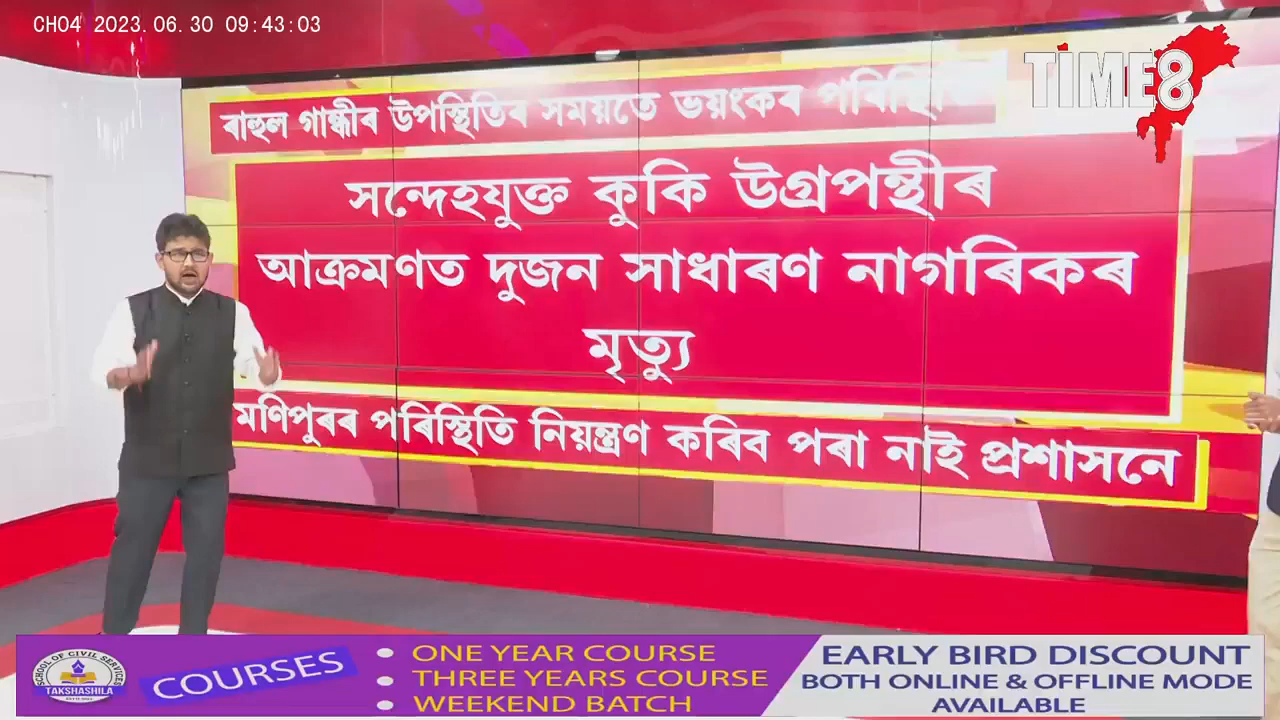 CH04 2023.06.30 09:43:03
TIME8
ৰাহুল গান্ধীৰ উপস্থিতিৰ সময়তে ভয়ংকৰ পৰিস্থিতি
সন্দেহযুক্ত কুকি উগ্ৰপন্থীৰ
আক্ৰমণত দুজন সাধাৰণ নাগৰিকৰ
মৃত্যু
মণিপুৰৰ পৰিস্থিতি নিয়ন্ত্ৰণ কৰিব পৰা নাই প্ৰশাসনে
SCHOOL OF CIVIL SERVICES
TAKSHASHILA
COURSES
ONE YEAR COURSE
THREE YEARS COURSE
WEEKEND BATCH
EARLY BIRD DISCOUNT
BOTH ONLINE & OFFLINE MODE
AVAILABLE